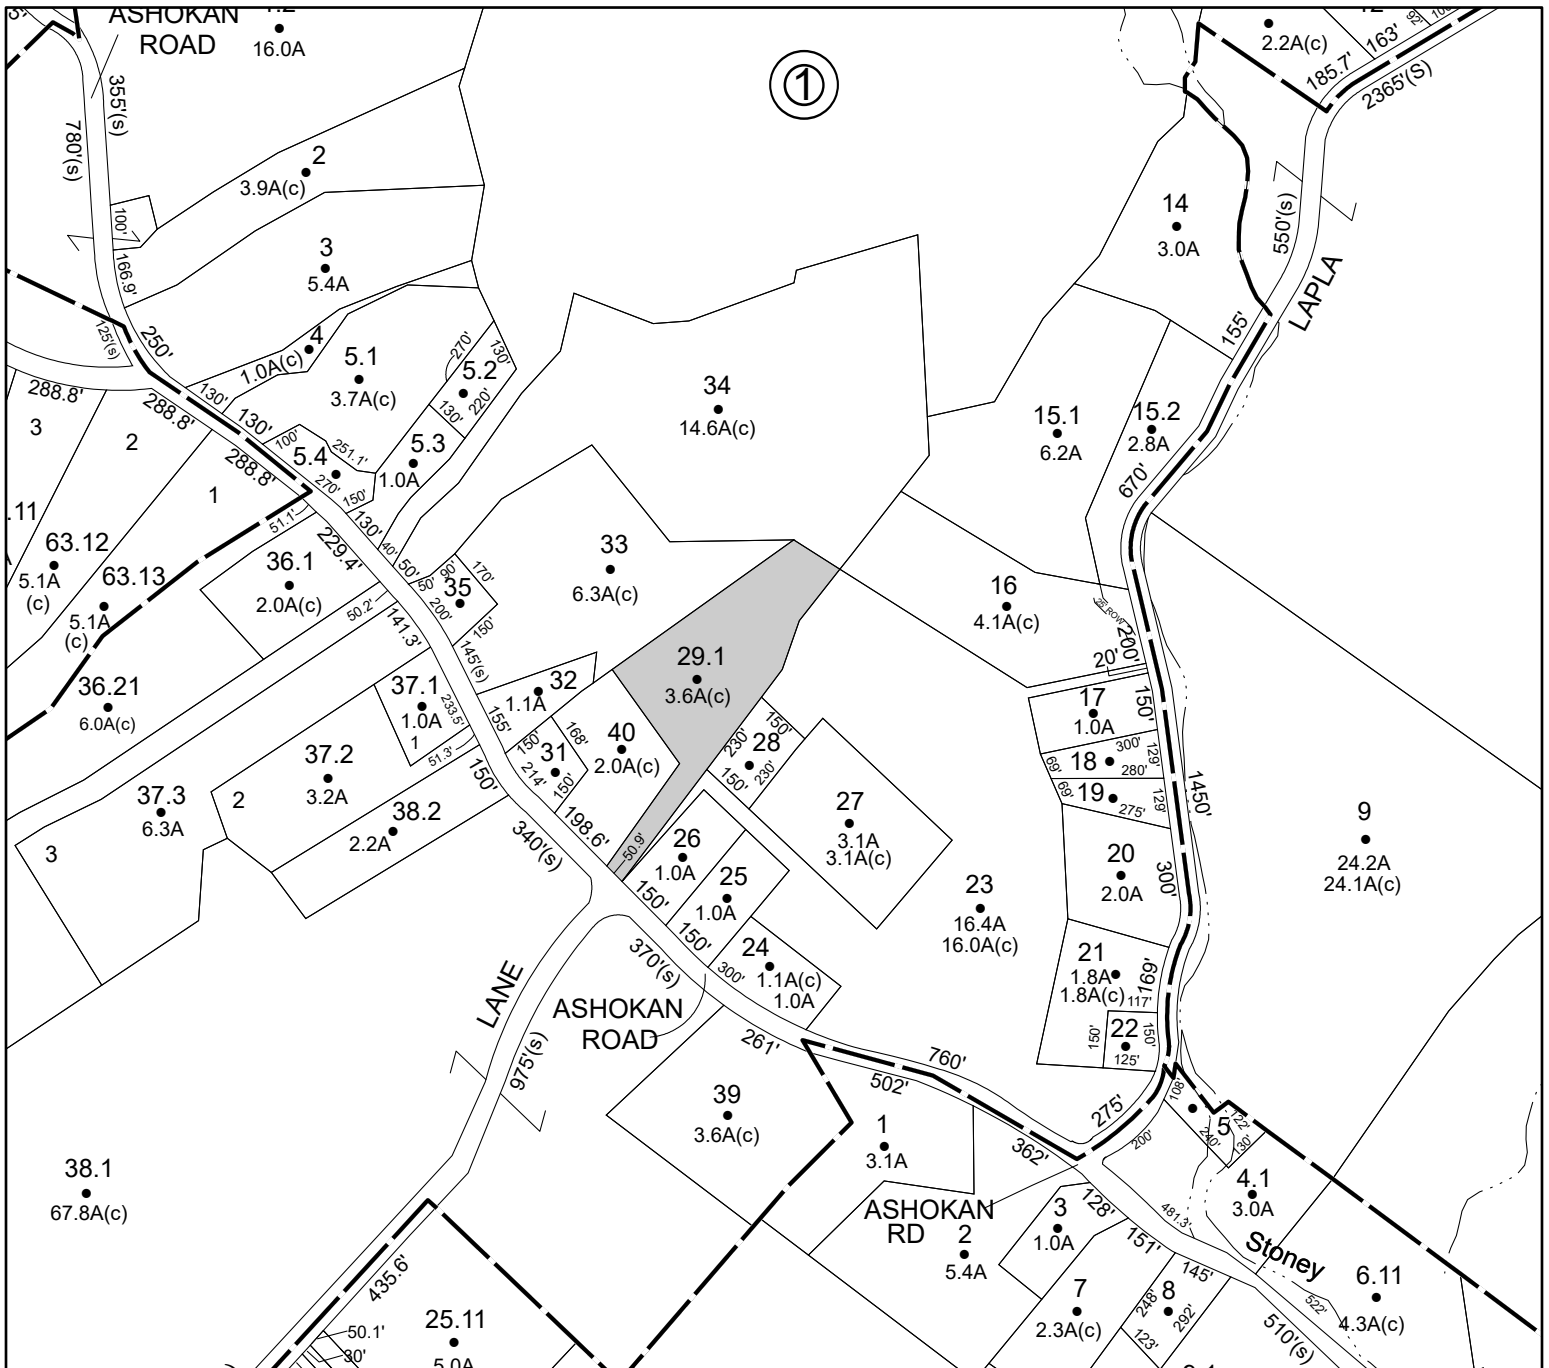 ASHOKAN
ROAD
16.0A
355'(s)
780'(s)
2
3.9A(c)
100'
166.9'
3
5.4A
125'(s)
250'
4
1.0A(c)
5.1
3.7A(c)
270'
130'
5.2
130'
220'
5.3
1.0A
130'
130'
100'
251.1'
5.4
270'
150'
288.8'
288.8'
288.8'
3
2
1
.11
63.12
5.1A
(c)
63.13
5.1A
(c)
51.1'
229.4'
130'
40'
50'
50'
80'
170'
35
200'
150'
145'(s)
36.1
2.0A(c)
50.2'
141.3'
36.21
6.0A(c)
37.1
1.0A
1
233.5'
51.3'
37.2
3.2A
2
37.3
6.3A
3
38.2
2.2A
150'
155'
32
1.1A
150'
168'
31
214'
150'
40
2.0A(c)
198.6'
340'(s)
33
6.3A(c)
34
14.6A(c)
1
29.1
3.6A(c)
50.9'
150'
230'
28
150'
230'
27
3.1A
3.1A(c)
26
1.0A
150'
25
1.0A
150'
24
1.1A(c)
1.0A
300'
370'(s)
ASHOKAN
ROAD
261'
LANE
975'(s)
38.1
67.8A(c)
435.6'
50.1'
30'
25.11
5.0A
39
3.6A(c)
760'
502'
1
3.1A
362'
275'
ASHOKAN
RD
2
5.4A
128'
3
1.0A
151'
7
2.3A(c)
145'
248'
8
292'
123'
481.3'
200'
108'
240'
5
122'
130'
4.1
3.0A
Stoney
6.11
4.3A(c)
522'
510'(s)
2.2A(c)
185.7'
163'
92'
2365'(S)
14
3.0A
550'(s)
LAPLA
155'
15.1
6.2A
15.2
2.8A
670'
16
4.1A(c)
25' ROW
200'
20'
17
1.0A
150'
300'
18
280'
129'
69'
69'
19
275'
129'
1450'
20
2.0A
300'
21
1.8A
1.8A(c)
169'
117'
22
150'
150'
125'
23
16.4A
16.0A(c)
9
24.2A
24.1A(c)